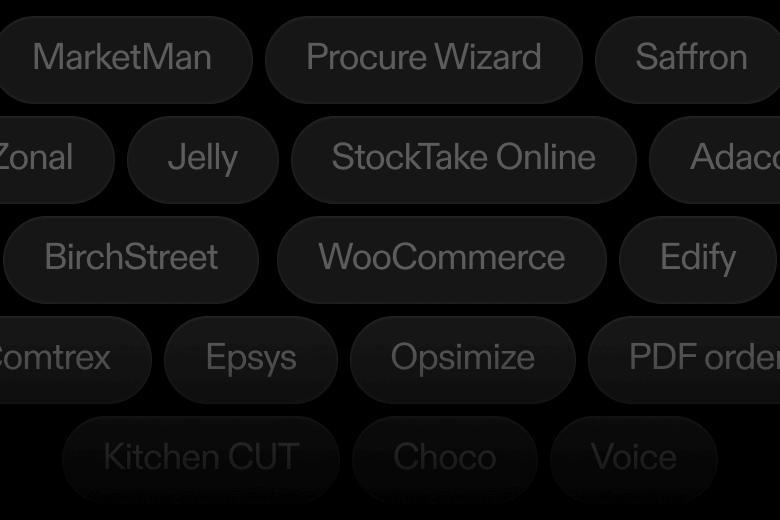 MarketMan Procure Wizard Saffron
Zonal Jelly StockTake Online Adaco
BirchStreet WooCommerce Edify
Comtrex Epsys Opsimize PDF order
Kitchen CUT Choco Voice